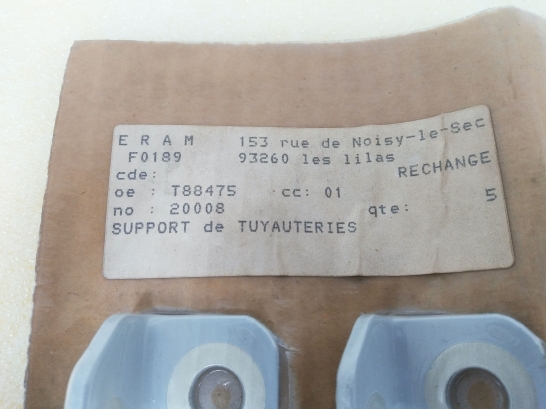 E R A M 153 rue de Noisy-le-Sec
F0189 93260 les lilas
cde: RECHANGE
oe : T88475 cc: 01
no : 20008 qte: 5
SUPPORT de TUYAUTERIES